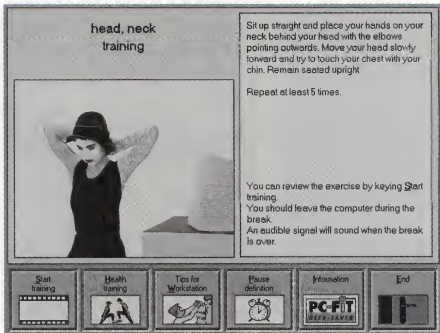 head, neck
training
Sit up straight and place your hands on your
neck behind your head with the elbows
pointing outwards. Move your head slowly
forward and try to touch your chest with your
chin. Remain seated upright
Repeat at least 5 times.
You can review the exercise by keying Start
training.
You should leave the computer during the
break.
An audible signal will sound when the break
is over.
Start
training
Health
training
Tips for
Workstation
Pause
definition
Information
End
PC-FIT
USER-SAVER